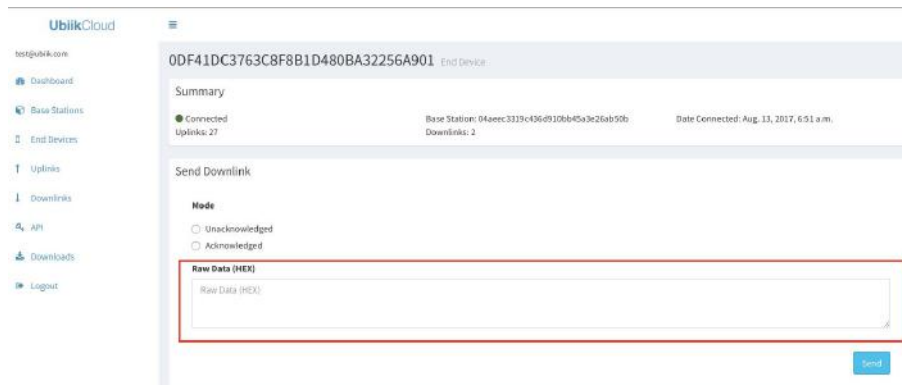 UbiikCloud
test@ubiik.com
Dashboard
Base Stations
End Devices
Uplinks
Downlinks
API
Downloads
Logout
0DF41DC3763C8F8B1D480BA32256A901 End Device
Summary
Connected
Base Station: 04aeec3319c436d910bb45a3e26ab50b
Date Connected: Aug. 13, 2017, 6:51 a.m.
Uplinks: 27
Downlinks: 2
Send Downlink
Mode
Unacknowledged
Acknowledged
Raw Data (HEX)
Raw Data (HEX)
Send